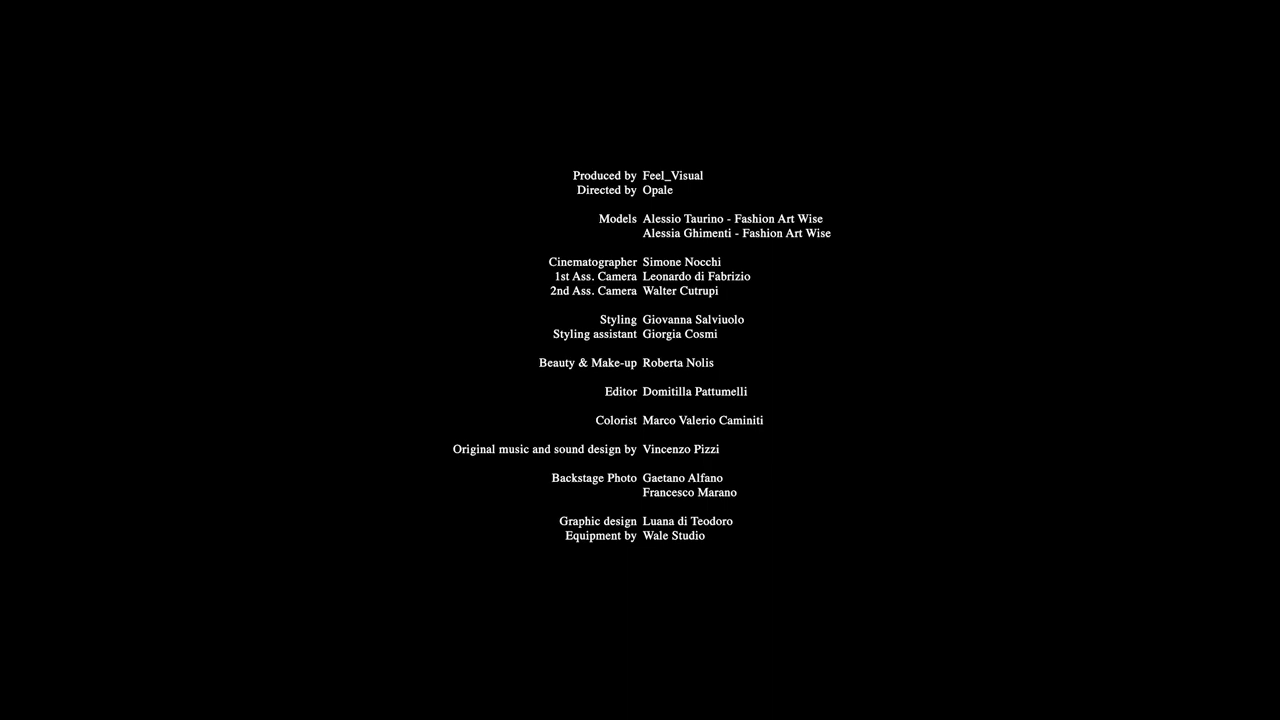 Produced by Feel_Visual
Directed by Opale
Models Alessio Taurino - Fashion Art Wise
Alessia Ghimenti - Fashion Art Wise
Cinematographer Simone Nocchi
1st Ass. Camera Leonardo di Fabrizio
2nd Ass. Camera Walter Cutrupi
Styling Giovanna Salviuolo
Styling assistant Giorgia Cosmi
Beauty & Make-up Roberta Nolis
Editor Domitilla Pattumelli
Colorist Marco Valerio Caminiti
Original music and sound design by Vincenzo Pizzi
Backstage Photo Gaetano Alfano
Francesco Marano
Graphic design Luana di Teodoro
Equipment by Wale Studio